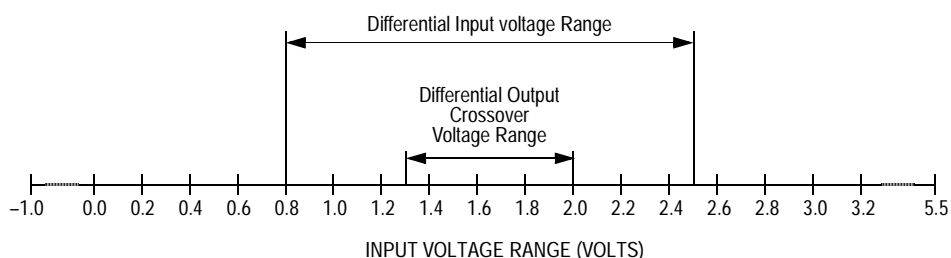 Differential Input voltage Range
Differential Output
Crossover
Voltage Range
–1.0 0.0 0.2 0.4 0.6 0.8 1.0 1.2 1.4 1.6 1.8 2.0 2.2 2.4 2.6 2.8 3.0 3.2 5.5
INPUT VOLTAGE RANGE (VOLTS)